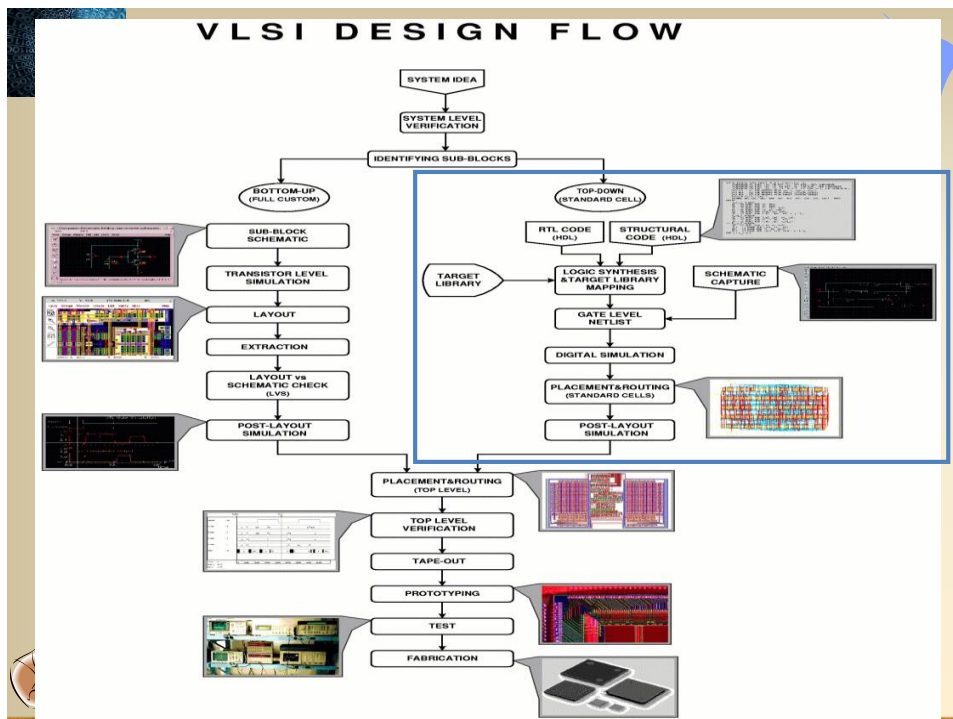 VLSI DESIGN FLOW
SYSTEM IDEA
SYSTEM LEVEL
VERIFICATION
IDENTIFYING SUB-BLOCKS
BOTTOM-UP
(FULL CUSTOM)
SUB-BLOCK
SCHEMATIC
TRANSISTOR LEVEL
SIMULATION
LAYOUT
EXTRACTION
LAYOUT vs
SCHEMATIC CHECK
(LVS)
POST-LAYOUT
SIMULATION
TOP-DOWN
(STANDARD CELL)
RTL CODE
(HDL)
STRUCTURAL
CODE (HDL)
TARGET
LIBRARY
LOGIC SYNTHESIS
&TARGET LIBRARY
MAPPING
SCHEMATIC
CAPTURE
GATE LEVEL
NETLIST
DIGITAL SIMULATION
PLACEMENT&ROUTING
(STANDARD CELLS)
POST-LAYOUT
SIMULATION
PLACEMENT&ROUTING
(TOP LEVEL)
TOP LEVEL
VERIFICATION
TAPE-OUT
PROTOTYPING
TEST
FABRICATION